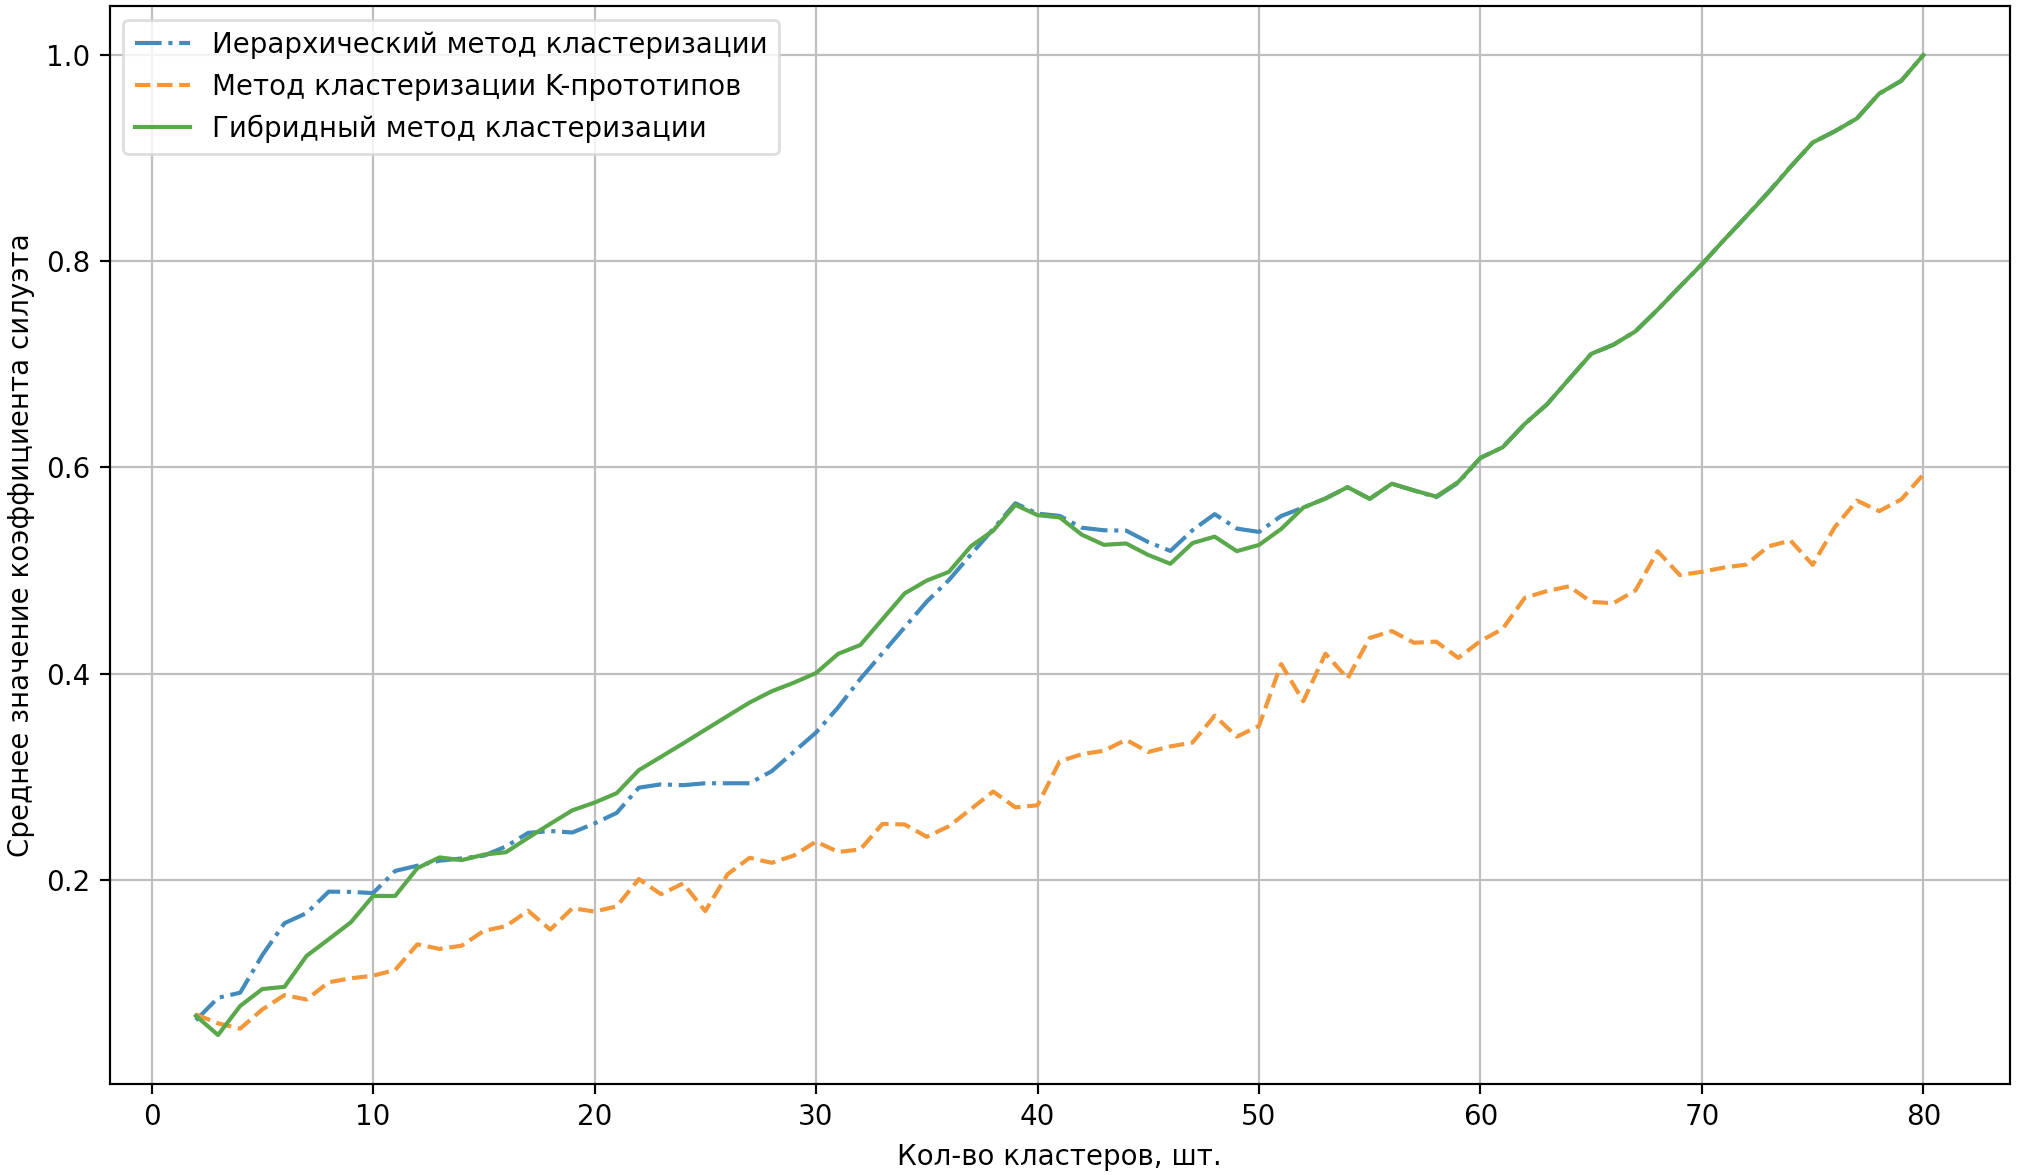 Иерархический метод кластеризации
Метод кластеризации K-прототипов
Гибридный метод кластеризации
Среднее значение коэффициента силуэта
1.0
0.8
0.6
0.4
0.2
0 10 20 30 40 50 60 70 80
Кол-во кластеров, шт.